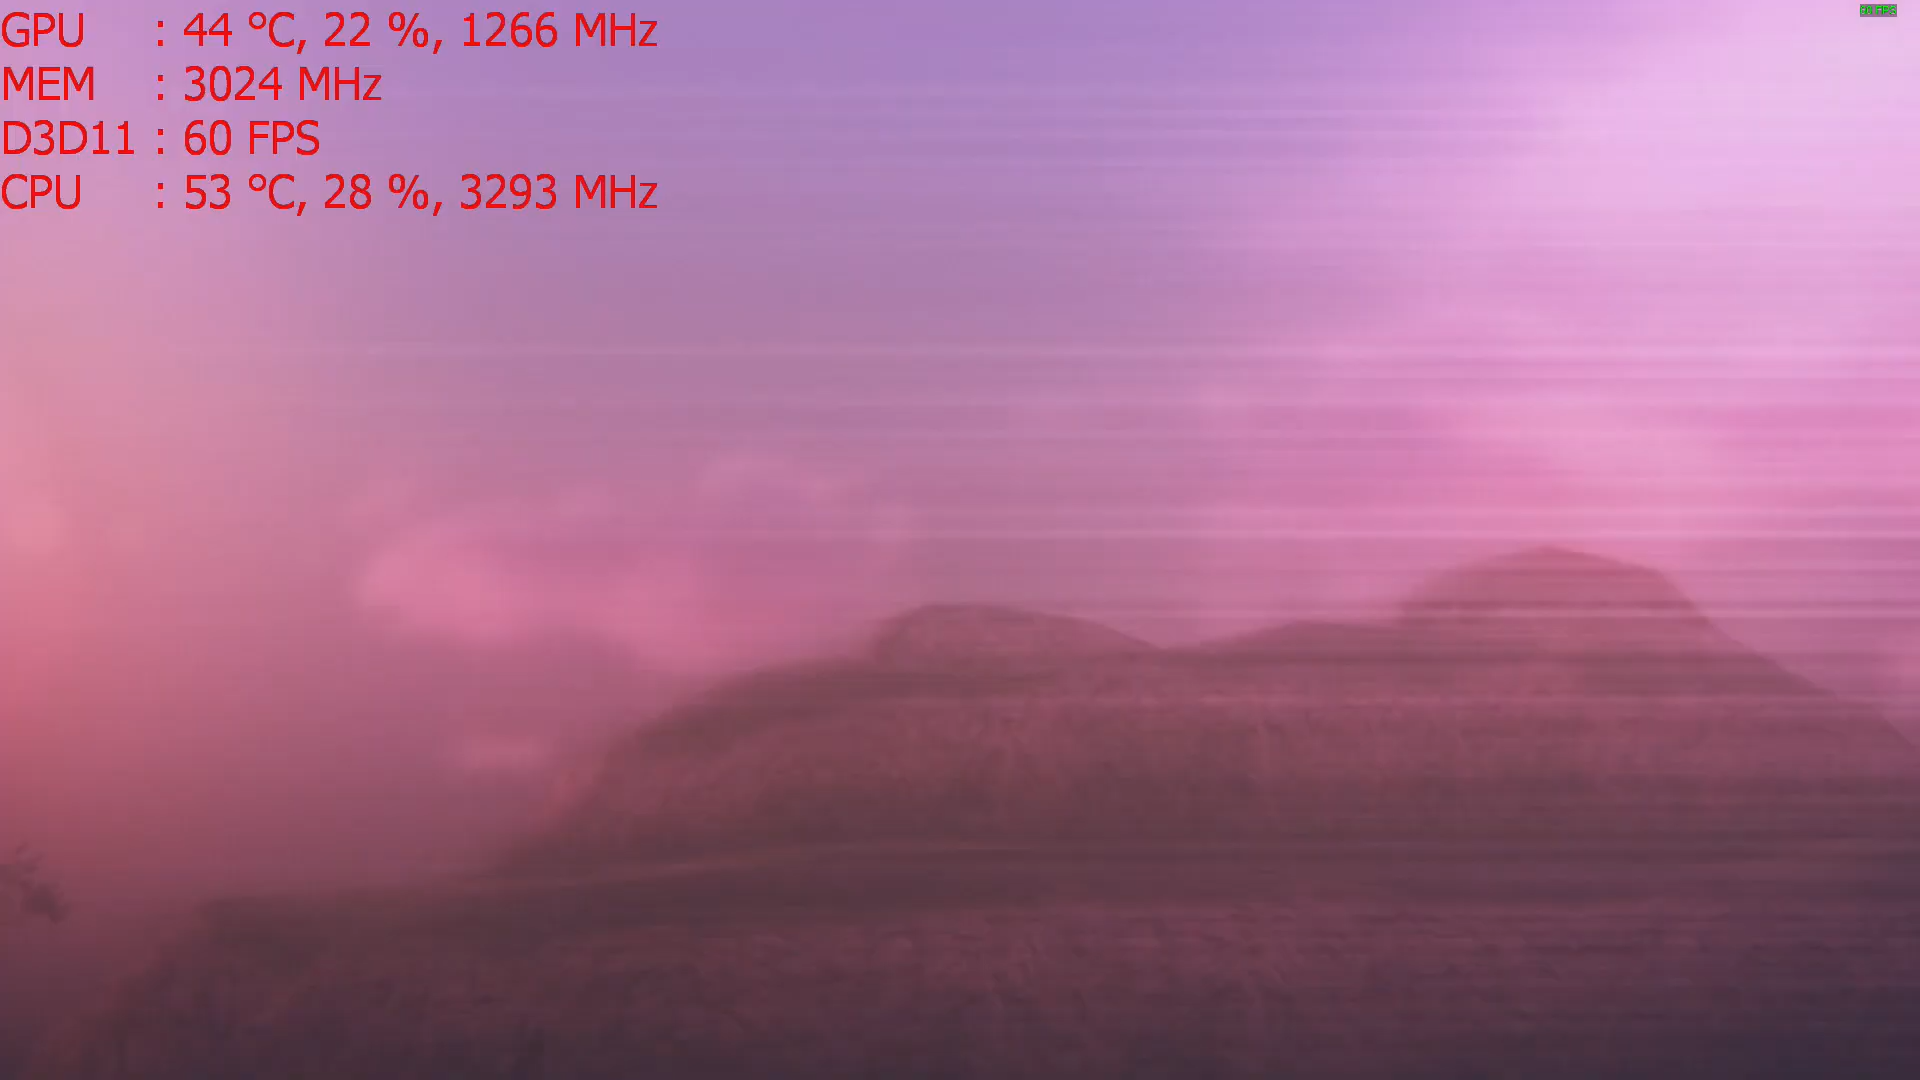 GPU : 44 °C, 22 %, 1266 MHz
MEM : 3024 MHz
D3D11 : 60 FPS
CPU : 53 °C, 28 %, 3293 MHz